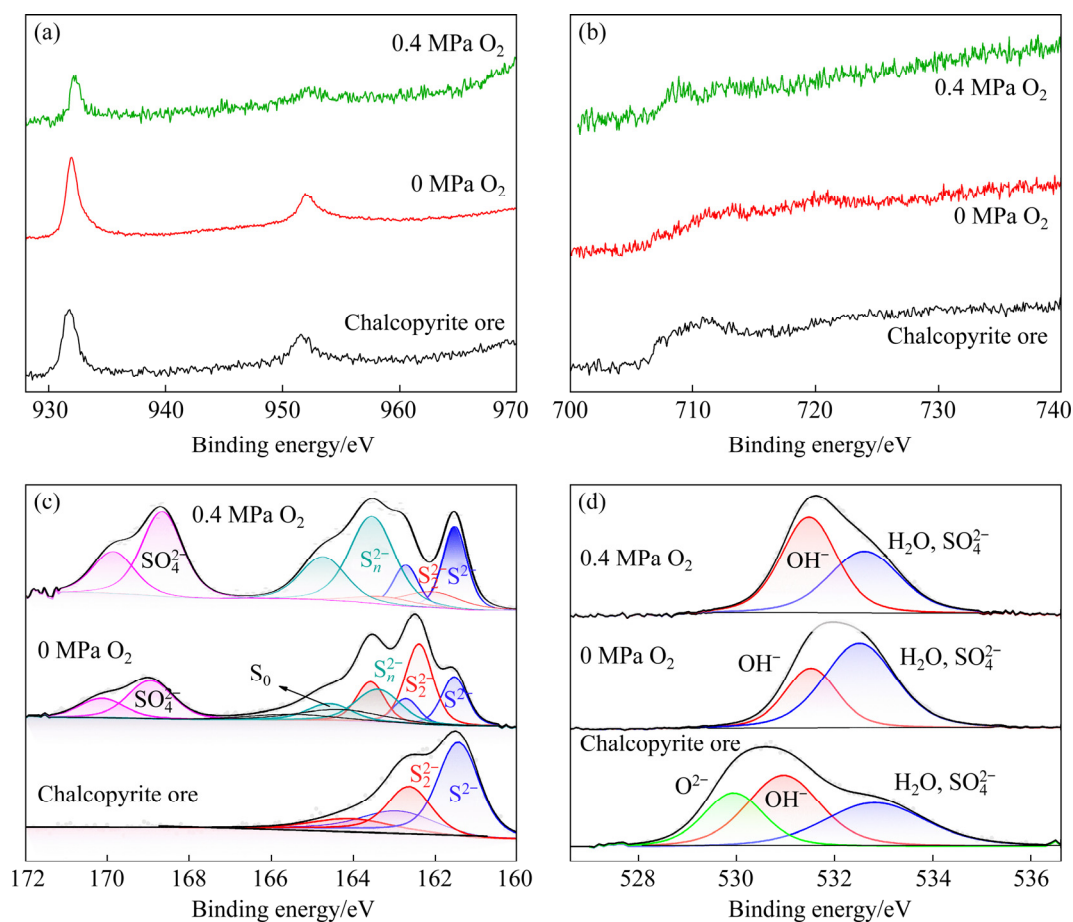 (a)
0.4 MPa O₂
0 MPa O₂
Chalcopyrite ore
930 940 950 960 970
Binding energy/eV
(b)
0.4 MPa O₂
0 MPa O₂
Chalcopyrite ore
700 710 720 730 740
Binding energy/eV
(c)
0.4 MPa O₂
SO₄²⁻
Sₙ²⁻
S₂²⁻
S²⁻
0 MPa O₂
SO₄²⁻
S₀
Sₙ²⁻
S₂²⁻
S²⁻
Chalcopyrite ore
S₂²⁻
S²⁻
172 170 168 166 164 162 160
Binding energy/eV
(d)
0.4 MPa O₂
OH⁻
H₂O, SO₄²⁻
0 MPa O₂
OH⁻
H₂O, SO₄²⁻
Chalcopyrite ore
O²⁻
OH⁻
H₂O, SO₄²⁻
528 530 532 534 536
Binding energy/eV